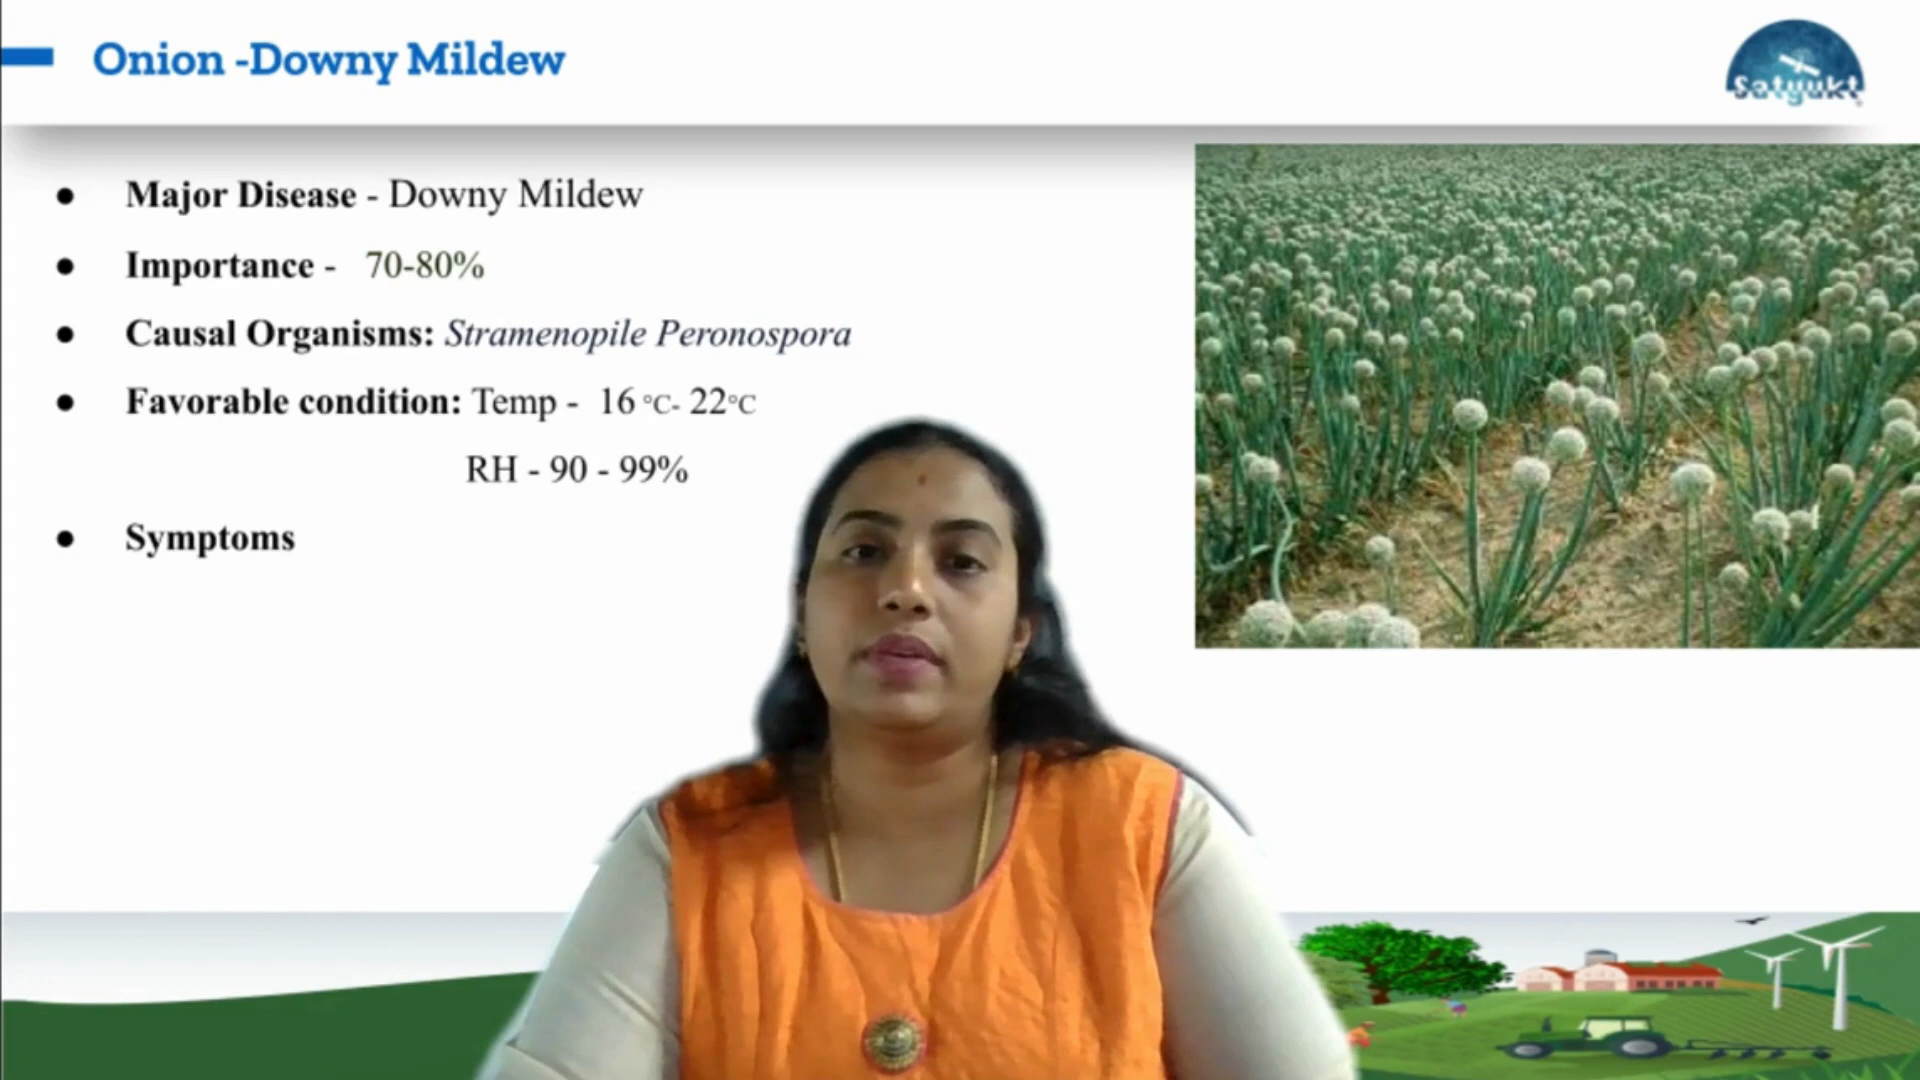 Onion -Downy Mildew
Satyukt
● Major Disease - Downy Mildew
● Importance - 70-80%
● Causal Organisms: Stramenopile Peronospora
● Favorable condition: Temp - 16 °C- 22°C
RH - 90 - 99%
● Symptoms